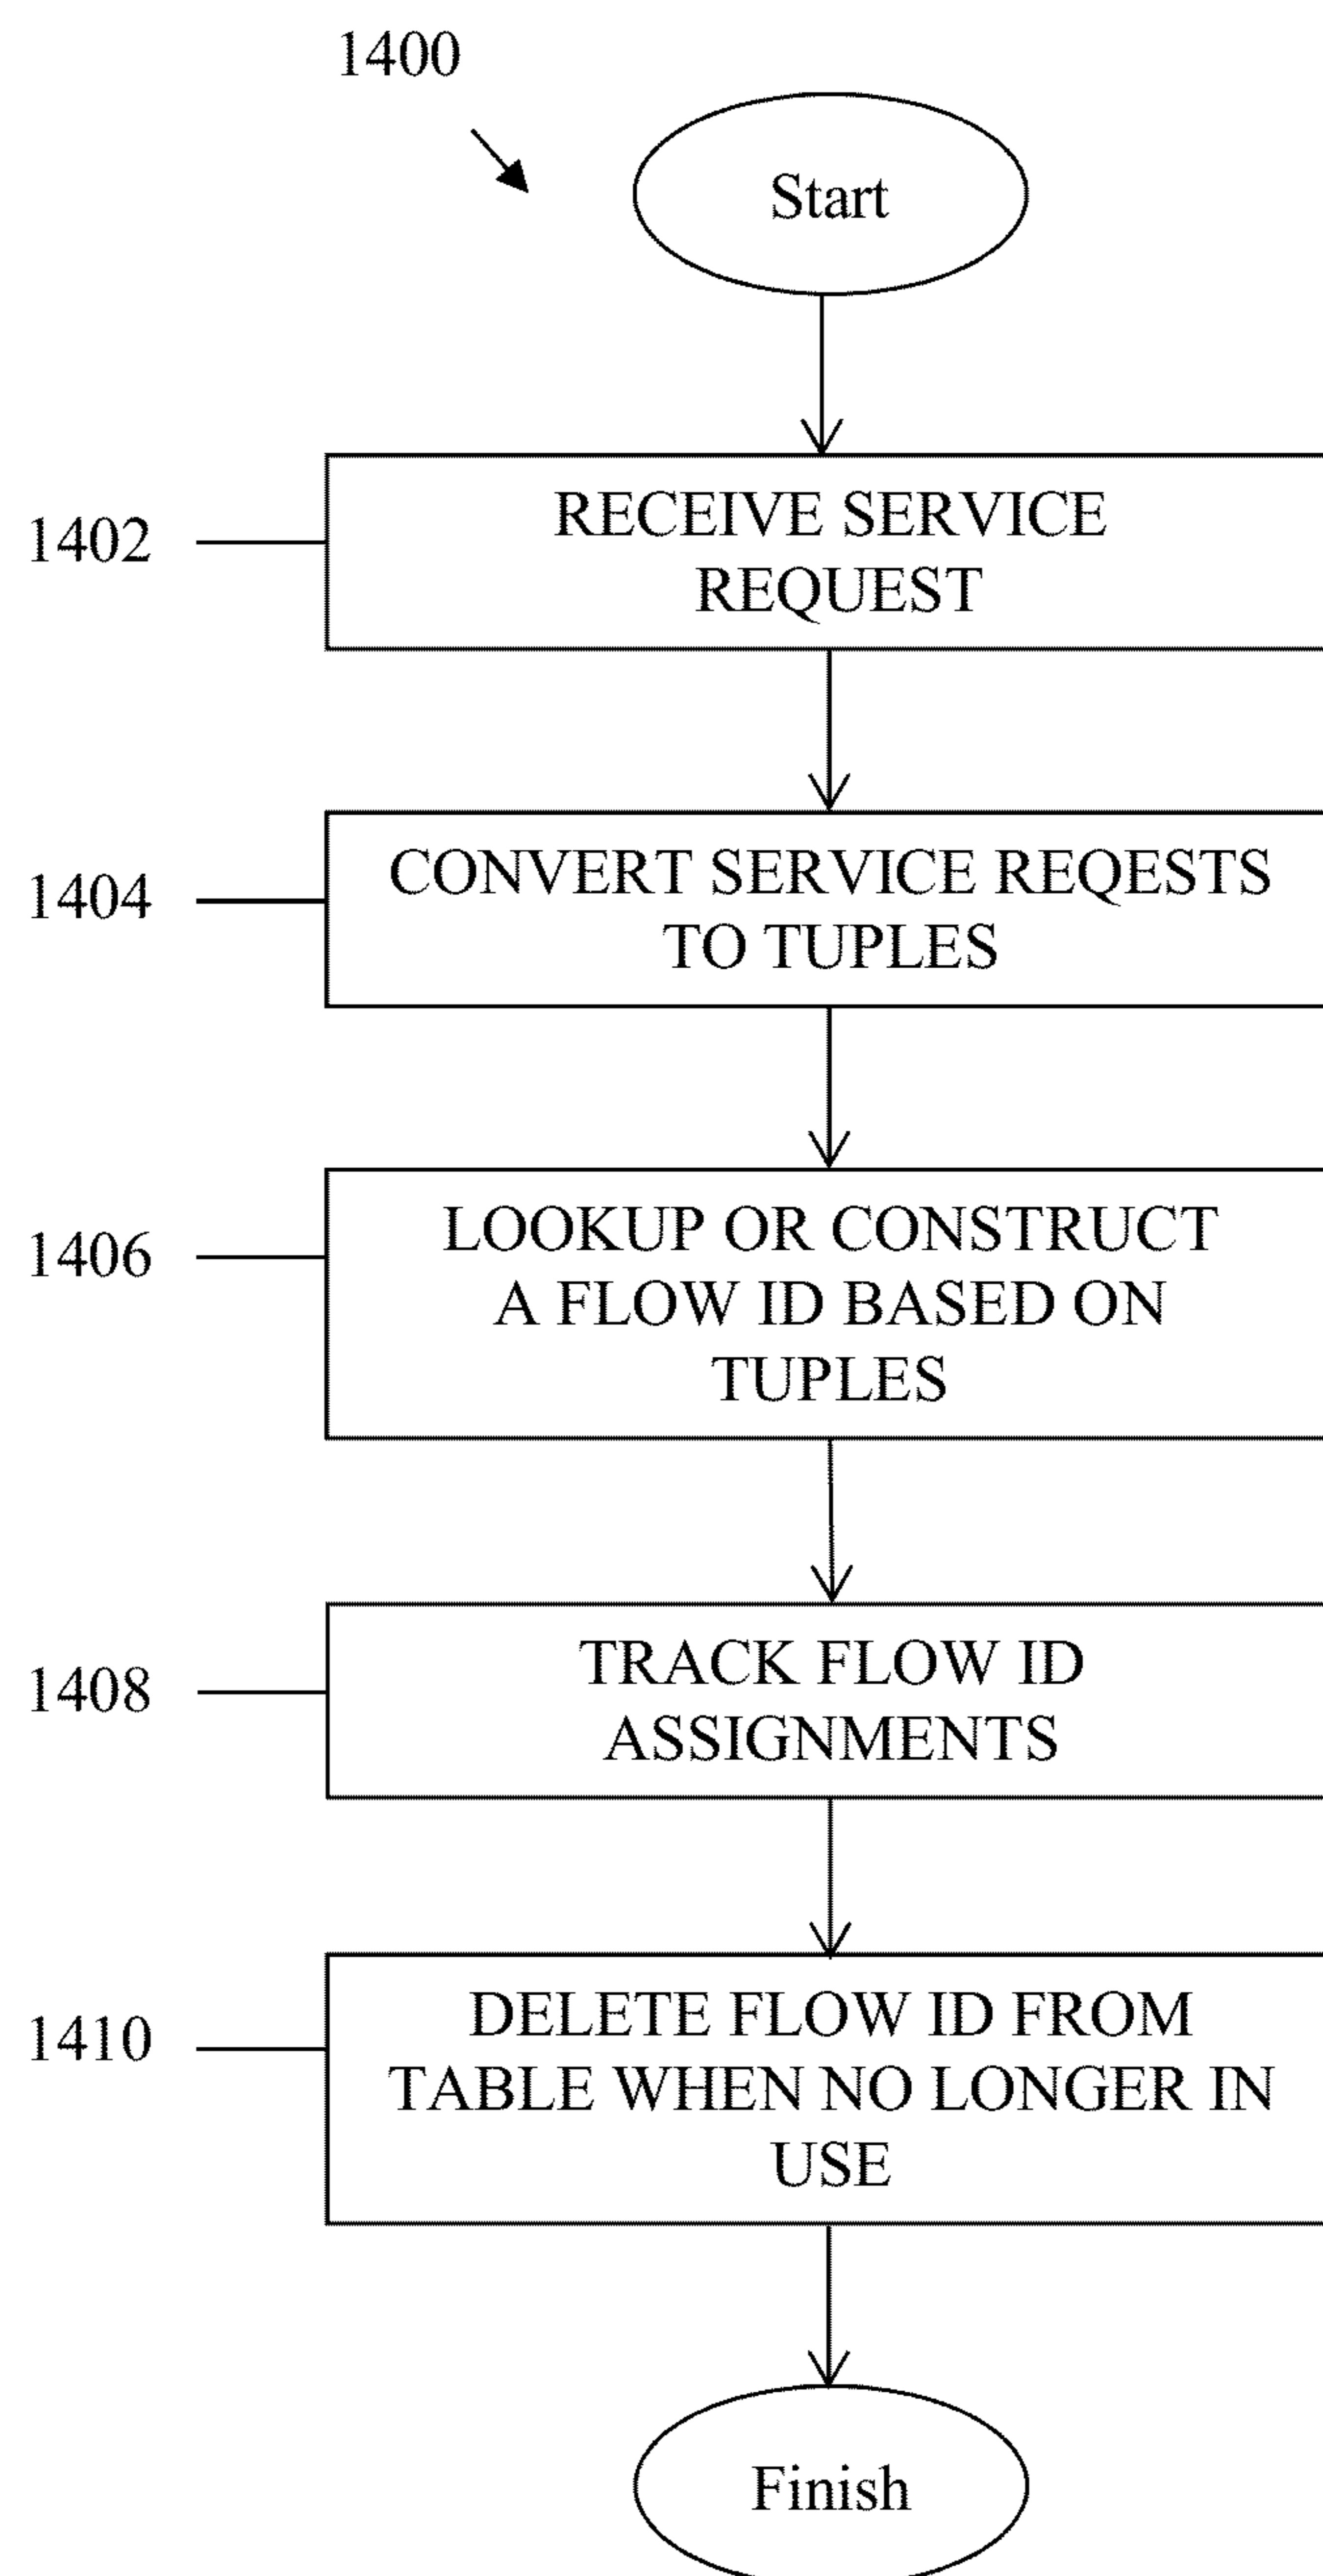 1400
Start
1402
RECEIVE SERVICE
REQUEST
1404
CONVERT SERVICE REQESTS
TO TUPLES
1406
LOOKUP OR CONSTRUCT
A FLOW ID BASED ON
TUPLES
1408
TRACK FLOW ID
ASSIGNMENTS
1410
DELETE FLOW ID FROM
TABLE WHEN NO LONGER IN
USE
Finish